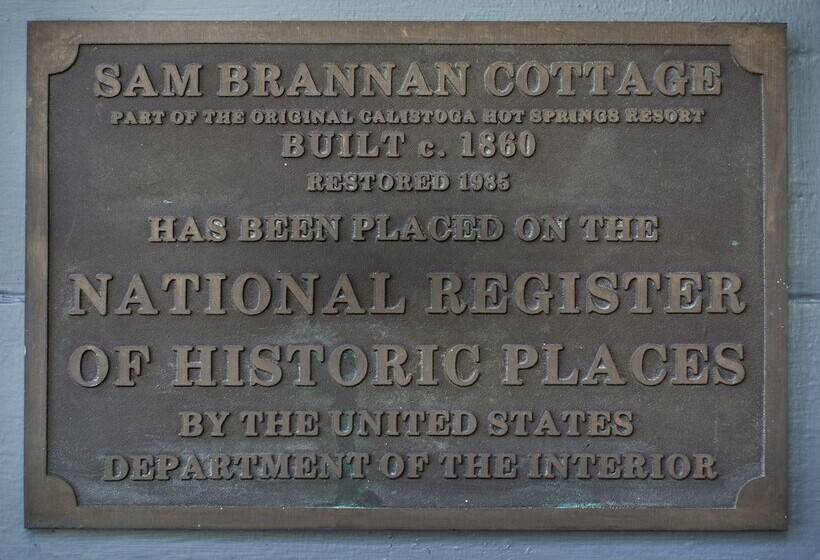 SAM BRANNAN COTTAGE
PART OF THE ORIGINAL CALISTOGA HOT SPRINGS RESORT
BUILT c. 1860
RESTORED 1985
HAS BEEN PLACED ON THE
NATIONAL REGISTER
OF HISTORIC PLACES
BY THE UNITED STATES
DEPARTMENT OF THE INTERIOR